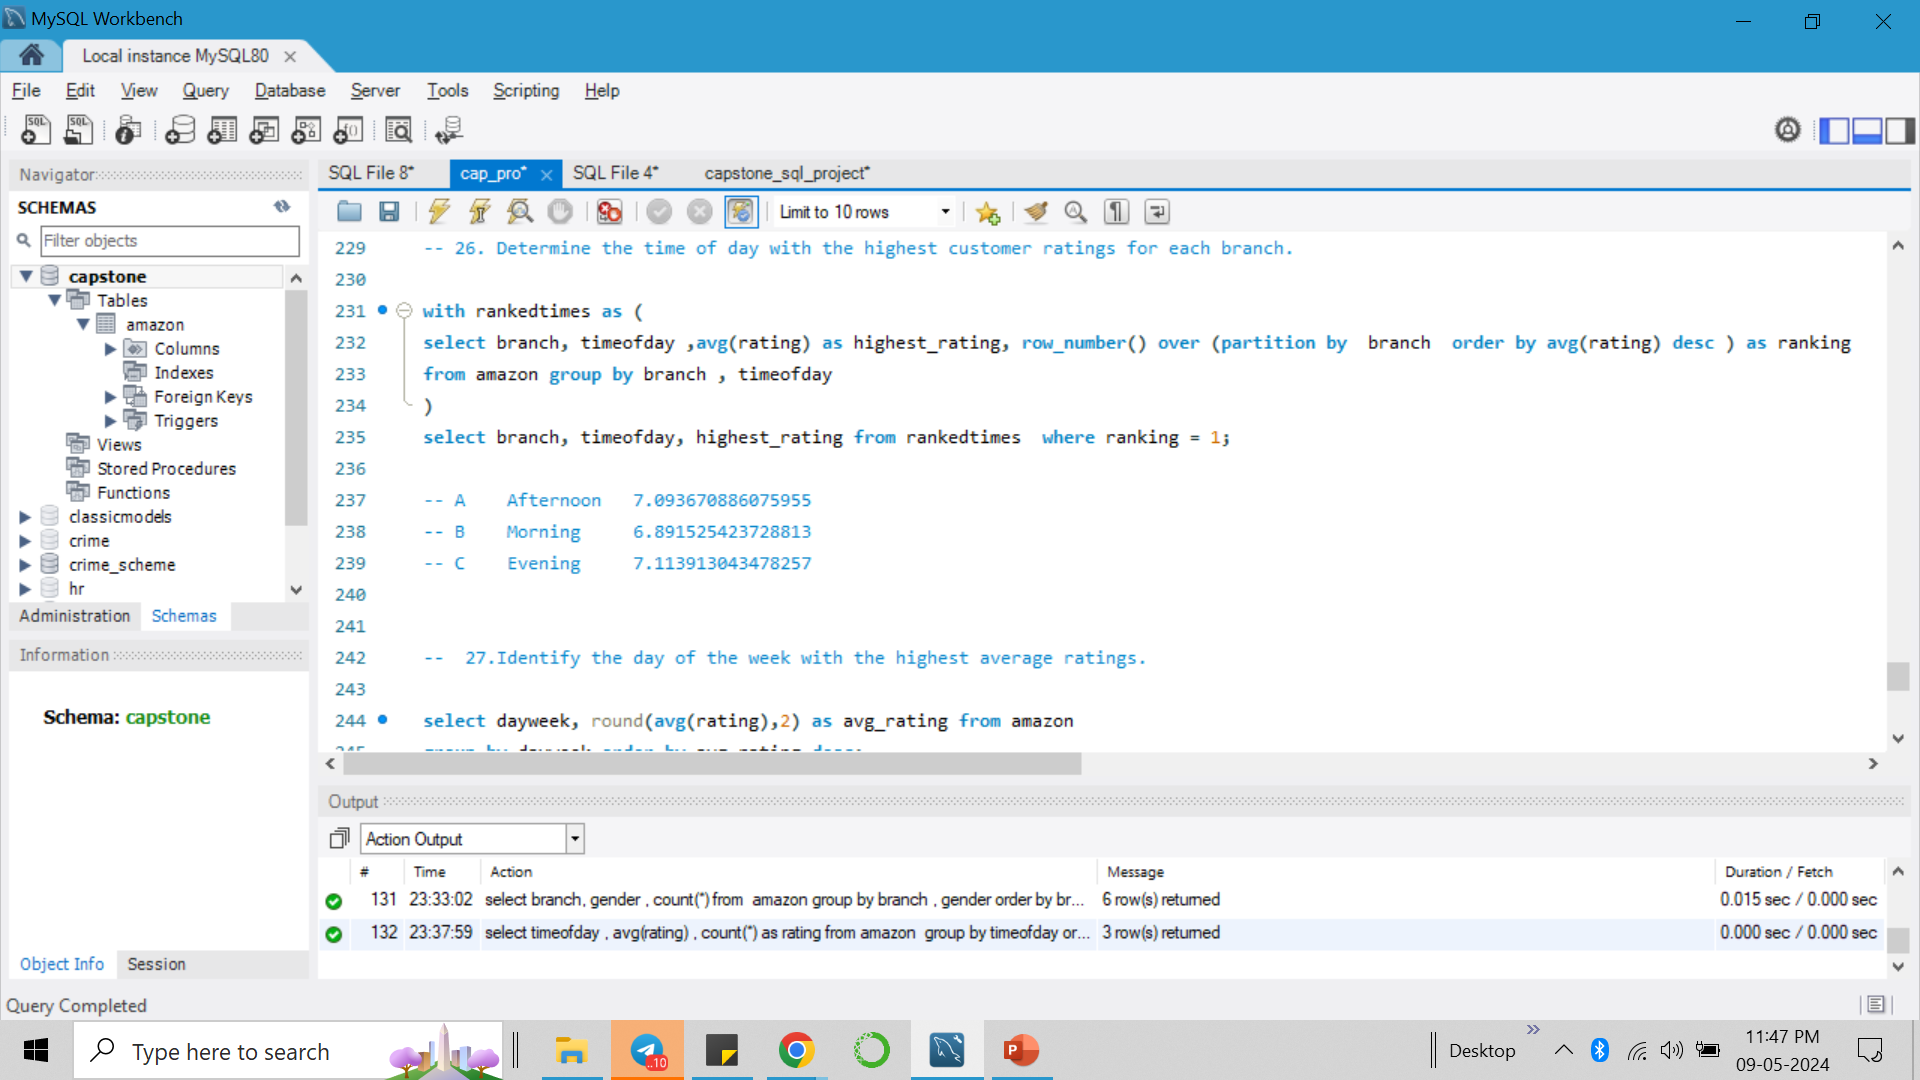 MySQL Workbench
Local instance MySQL80
File Edit View Query Database Server Tools Scripting Help
Navigator
SCHEMAS
Filter objects
capstone
Tables
amazon
Columns
Indexes
Foreign Keys
Triggers
Views
Stored Procedures
Functions
classicmodels
crime
crime_scheme
hr
Administration Schemas
Information
Schema: capstone
Object Info Session
SQL File 8* cap_pro* SQL File 4* capstone_sql_project*
Limit to 10 rows
229 -- 26. Determine the time of day with the highest customer ratings for each branch.
230
231 with rankedtimes as (
232 select branch, timeofday ,avg(rating) as highest_rating, row_number() over (partition by  branch  order by avg(rating) desc ) as ranking
233 from amazon group by branch , timeofday
234 )
235 select branch, timeofday, highest_rating from rankedtimes  where ranking = 1;
236
237 -- A    Afternoon   7.093670886075955
238 -- B    Morning     6.891525423728813
239 -- C    Evening     7.113913043478257
240
241
242 --  27.Identify the day of the week with the highest average ratings.
243
244 select dayweek, round(avg(rating),2) as avg_rating from amazon
245 group by dayweek order by avg_rating desc;
Output
Action Output
# Time Action Message Duration / Fetch
131 23:33:02 select branch, gender , count(*) from  amazon group by branch , gender order by br... 6 row(s) returned 0.015 sec / 0.000 sec
132 23:37:59 select timeofday , avg(rating) , count(*) as rating from amazon  group by timeofday or... 3 row(s) returned 0.000 sec / 0.000 sec
Query Completed
Type here to search
..10
Desktop
11:47 PM
09-05-2024